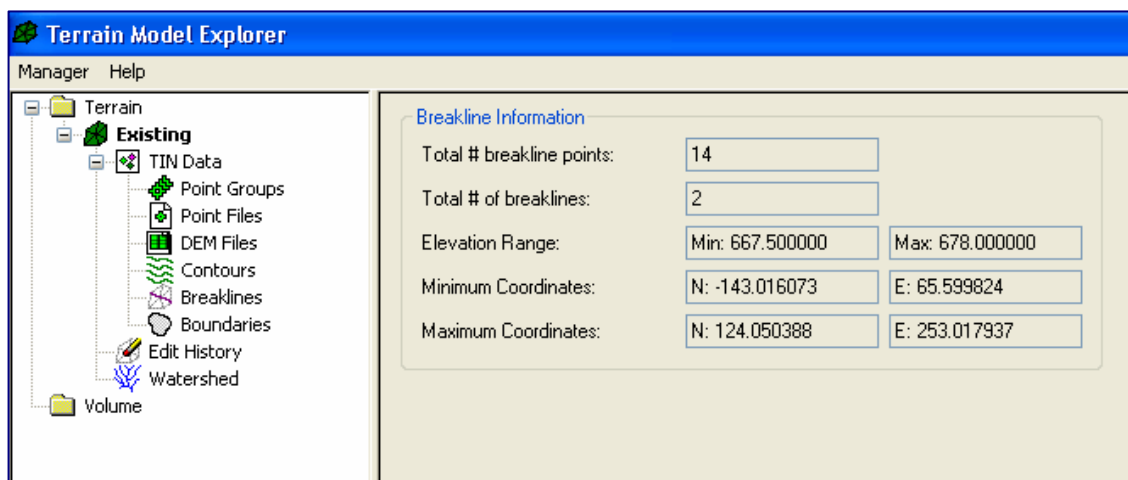 Terrain Model Explorer
Manager Help
Terrain
Existing
TIN Data
Point Groups
Point Files
DEM Files
Contours
Breaklines
Boundaries
Edit History
Watershed
Volume
Breakline Information
Total # breakline points: 14
Total # of breaklines: 2
Elevation Range: Min: 667.500000 Max: 678.000000
Minimum Coordinates: N: -143.016073 E: 65.599824
Maximum Coordinates: N: 124.050388 E: 253.017937